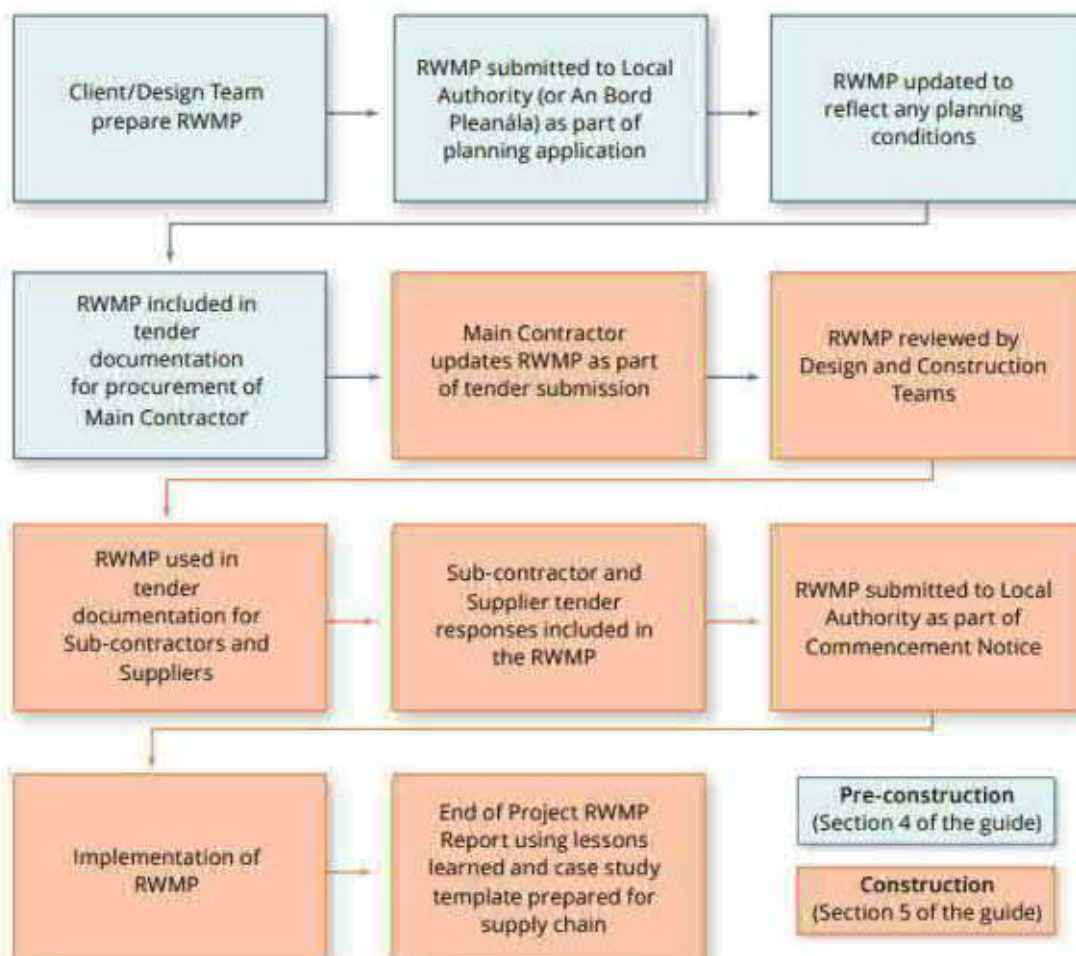 Client/Design Team
prepare RWMP
RWMP submitted to Local
Authority (or An Bord
Pleanála) as part of
planning application
RWMP updated to
reflect any planning
conditions
RWMP included in
tender
documentation
for procurement of
Main Contractor
Main Contractor
updates RWMP as part
of tender submission
RWMP reviewed by
Design and Construction
Teams
RWMP used in
tender
documentation for
Sub-contractors and
Suppliers
Sub-contractor and
Supplier tender
responses included in
the RWMP
RWMP submitted to Local
Authority as part of
Commencement Notice
Implementation of
RWMP
End of Project RWMP
Report using lessons
learned and case study
template prepared for
supply chain
Pre-construction
(Section 4 of the guide)
Construction
(Section 5 of the guide)